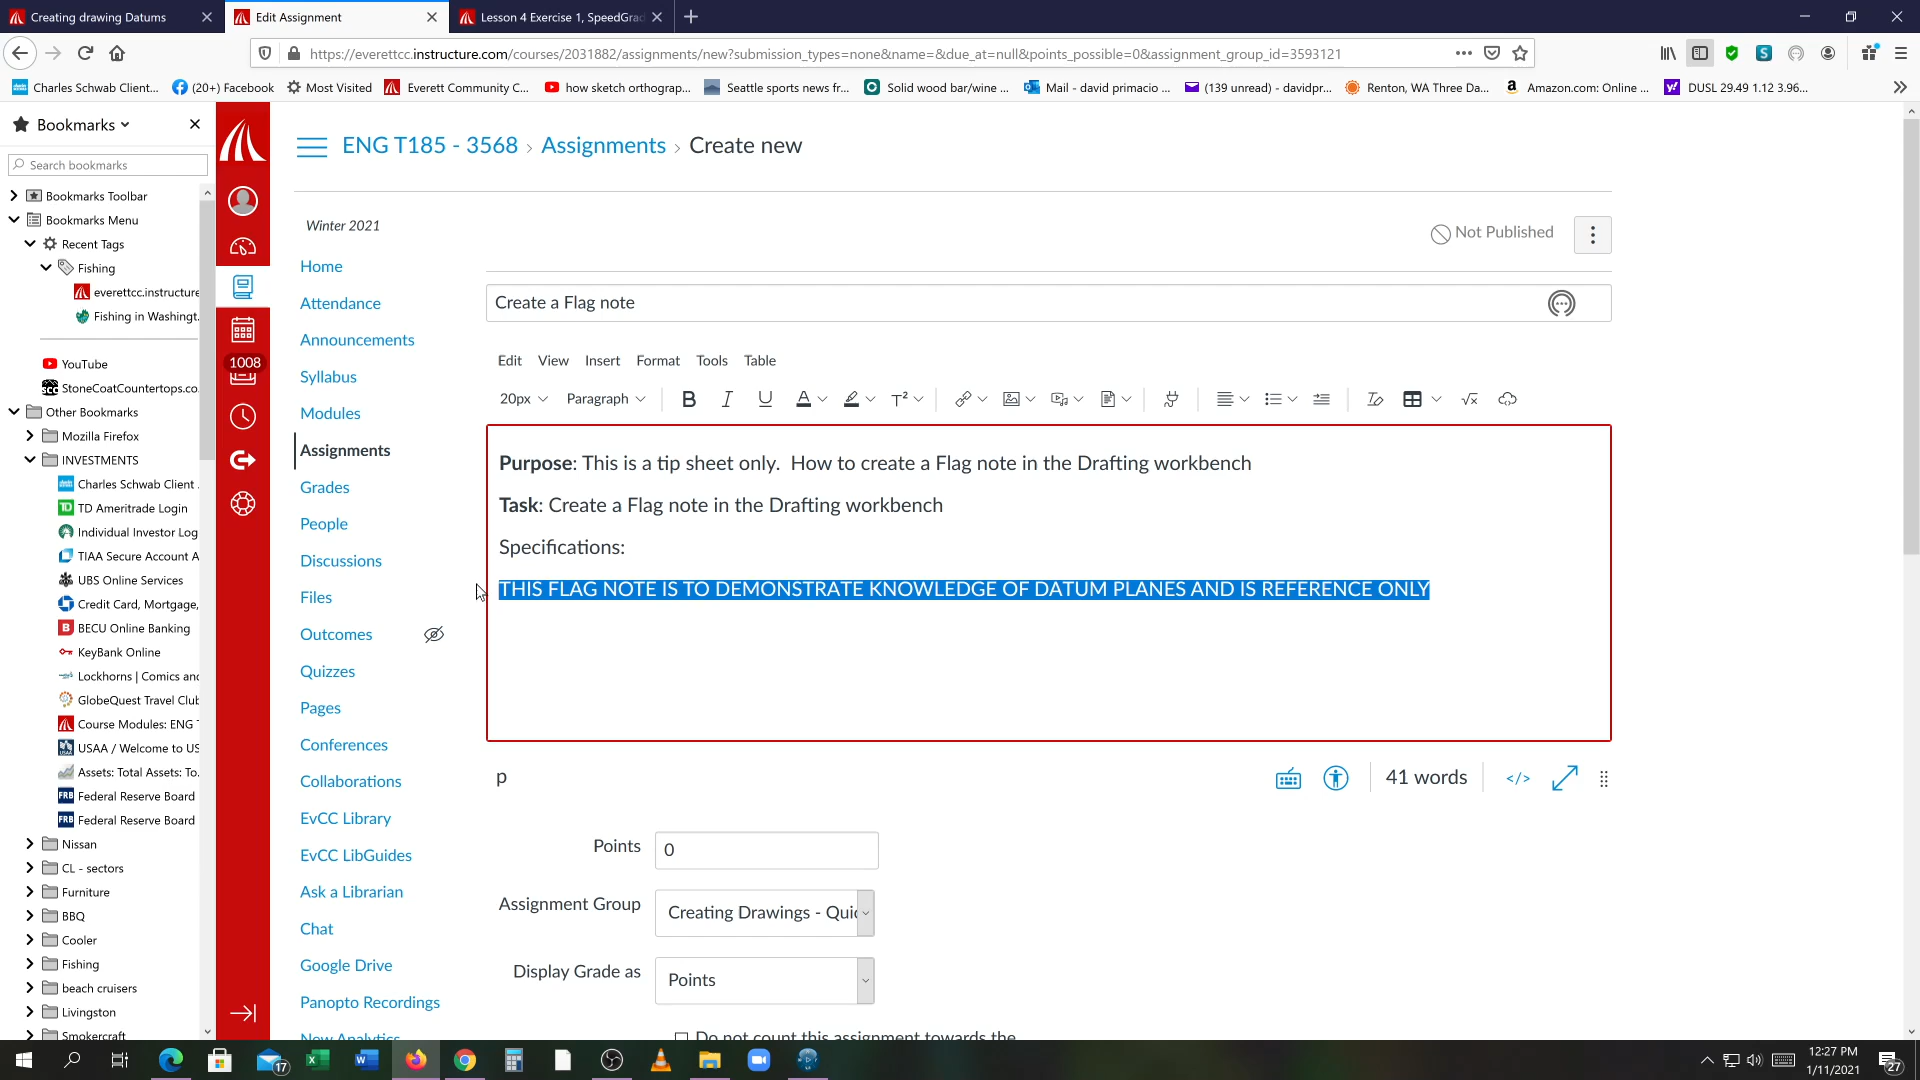 Creating drawing Datums
Edit Assignment
Lesson 4 Exercise 1, SpeedGra
https://everettcc.instructure.com/courses/2031882/assignments/new?submission_types=none&name=&due_at=null&points_possible=0&assignment_group_id=3593121
Charles Schwab Client...
(20+) Facebook
Most Visited
Everett Community C...
how sketch orthograp...
Seattle sports news fr...
Solid wood bar/wine ...
Mail - david primacio ...
(139 unread) - davidpr...
Renton, WA Three Da...
Amazon.com: Online ...
DUSL 29.49 1.12 3.96...
Bookmarks
Search bookmarks
Bookmarks Toolbar
Bookmarks Menu
Recent Tags
Fishing
everettcc.instructure
Fishing in Washingt.
YouTube
StoneCoatCountertops.co
Other Bookmarks
Mozilla Firefox
INVESTMENTS
Charles Schwab Client
TD Ameritrade Login
Individual Investor Log
TIAA Secure Account A
UBS Online Services
Credit Card, Mortgage,
BECU Online Banking
KeyBank Online
Lockhorns | Comics and
GlobeQuest Travel Club
Course Modules: ENG
USAA / Welcome to US
Assets: Total Assets: To.
Federal Reserve Board
Federal Reserve Board
Nissan
CL - sectors
Furniture
BBQ
Cooler
Fishing
beach cruisers
Livingston
Smokercraft
1008
ENG T185 - 3568 › Assignments › Create new
Winter 2021
Home
Attendance
Announcements
Syllabus
Modules
Assignments
Grades
People
Discussions
Files
Outcomes
Quizzes
Pages
Conferences
Collaborations
EvCC Library
EvCC LibGuides
Ask a Librarian
Chat
Google Drive
Panopto Recordings
New Analytics
Not Published
Create a Flag note
Edit View Insert Format Tools Table
20px Paragraph
Purpose: This is a tip sheet only. How to create a Flag note in the Drafting workbench
Task: Create a Flag note in the Drafting workbench
Specifications:
THIS FLAG NOTE IS TO DEMONSTRATE KNOWLEDGE OF DATUM PLANES AND IS REFERENCE ONLY
p
41 words
</>
Points 0
Assignment Group Creating Drawings - Quic
Display Grade as Points
Do not count this assignment towards the
17
12:27 PM
1/11/2021
27